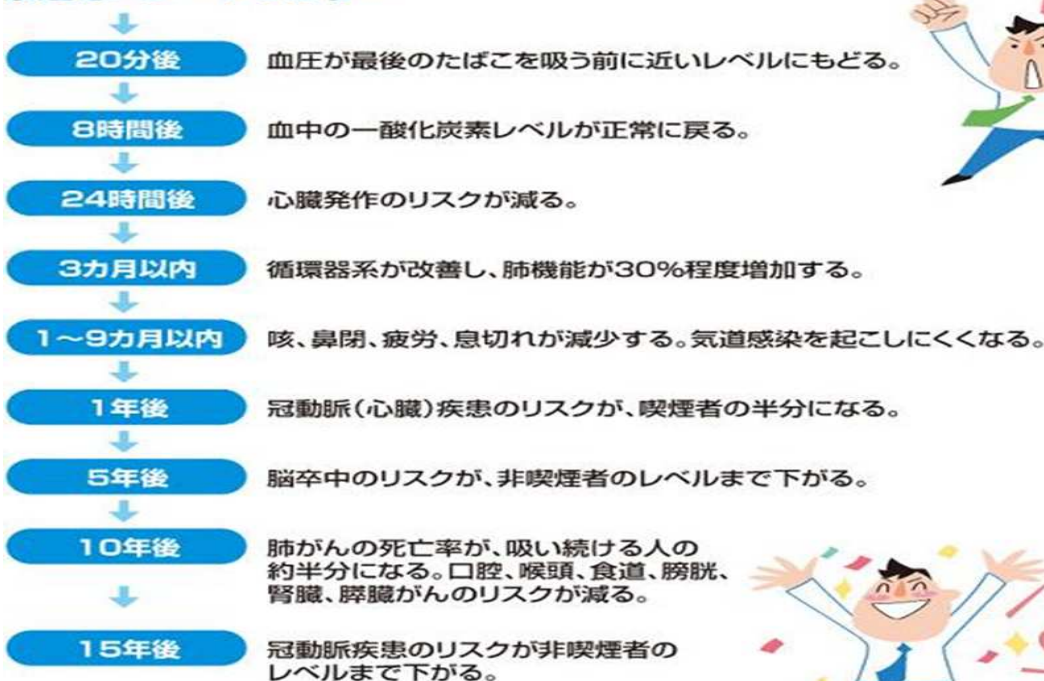 20分後 血圧が最後のたばこを吸う前に近いレベルにもどる。
8時間後 血中の一酸化炭素レベルが正常に戻る。
24時間後 心臓発作のリスクが減る。
3カ月以内 循環器系が改善し、肺機能が30%程度増加する。
1～9カ月以内 咳、鼻閉、疲労、息切れが減少する。気道感染を起こしにくくなる。
1年後 冠動脈(心臓)疾患のリスクが、喫煙者の半分になる。
5年後 脳卒中のリスクが、非喫煙者のレベルまで下がる。
10年後 肺がんの死亡率が、吸い続ける人の
約半分になる。口腔、喉頭、食道、膀胱、
腎臓、膵臓がんのリスクが減る。
15年後 冠動脈疾患のリスクが非喫煙者の
レベルまで下がる。